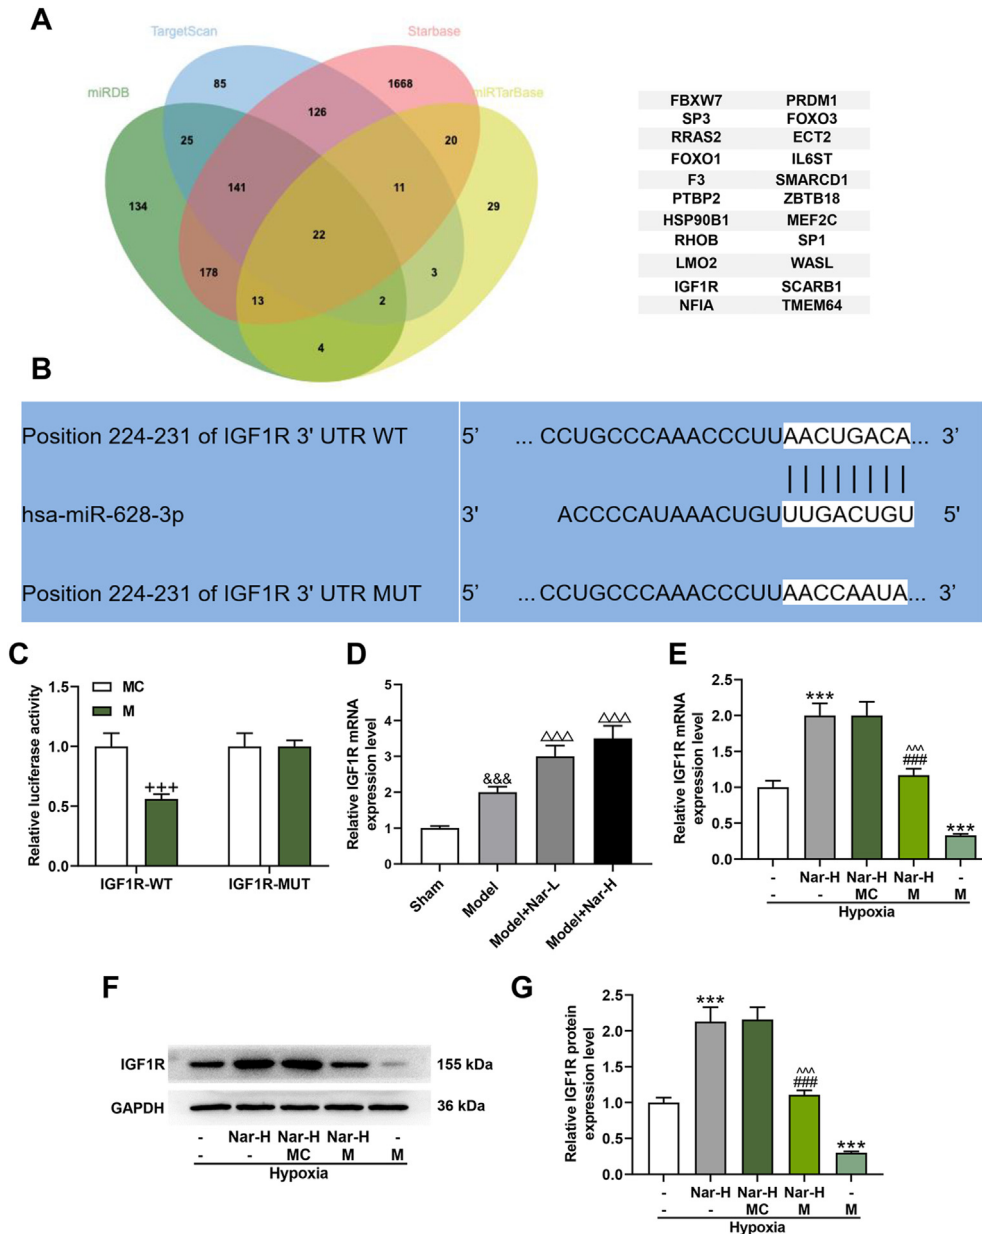 A
TargetScan
Starbase
miRDB
miRTarBase
85
1668
126
25
20
141
11
134
29
22
178
3
13
2
4
FBXW7 PRDM1
SP3 FOXO3
RRAS2 ECT2
FOXO1 IL6ST
F3 SMARCD1
PTBP2 ZBTB18
HSP90B1 MEF2C
RHOB SP1
LMO2 WASL
IGF1R SCARB1
NFIA TMEM64
B
Position 224-231 of IGF1R 3' UTR WT 5’ ... CCUGCCCAAACCCUUAACUGACA... 3’
hsa-miR-628-3p 3' ACCCCAUAAACUGUUUGACUGU 5'
Position 224-231 of IGF1R 3' UTR MUT 5’ ... CCUGCCCAAACCCUUAACCAAUA... 3’
C
Relative luciferase activity
1.5
1.0
0.5
0.0
MC
M
+++
IGF1R-WT IGF1R-MUT
D
Relative IGF1R mRNA
expression level
5
4
3
2
1
0
&&&
△△△
△△△
Sham
Model
Model+Nar-L
Model+Nar-H
E
Relative IGF1R mRNA
expression level
2.5
2.0
1.5
1.0
0.5
0.0
***
^^^
###
***
- Nar-H Nar-H Nar-H -
- - MC M M
Hypoxia
F
IGF1R 155 kDa
GAPDH 36 kDa
- Nar-H Nar-H Nar-H -
- - MC M M
Hypoxia
G
Relative IGF1R protein
expression level
2.5
2.0
1.5
1.0
0.5
0.0
***
^^^
###
***
- Nar-H Nar-H Nar-H -
- - MC M M
Hypoxia